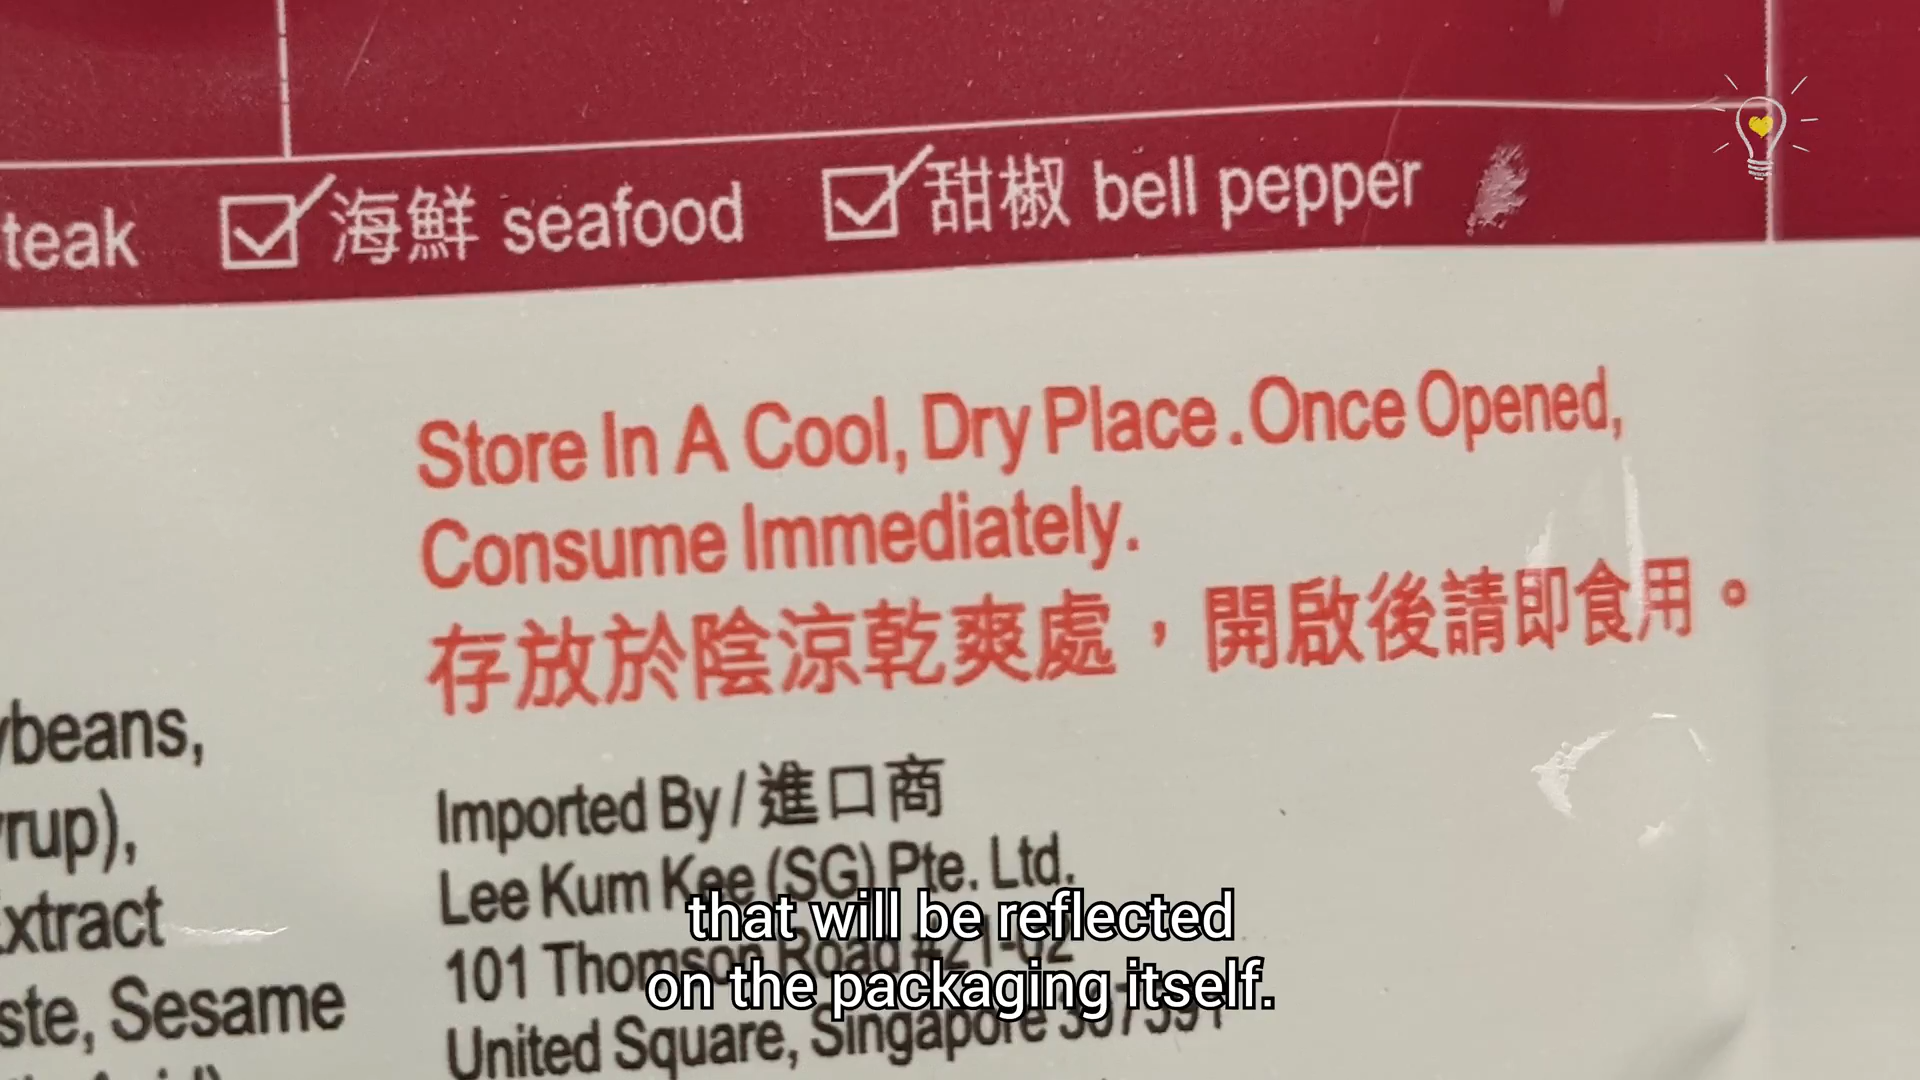 teak ☑海鮮 seafood ☑甜椒 bell pepper
Store In A Cool, Dry Place.Once Opened,
Consume Immediately.
存放於陰涼乾爽處，開啟後請即食用。
ybeans,
rup),
xtract
ste, Sesame
Imported By / 進口商
Lee Kum Kee (SG) Pte. Ltd.
101 Thomson Road #21-02
United Square, Singapore 307591
that will be reflected
on the packaging itself.